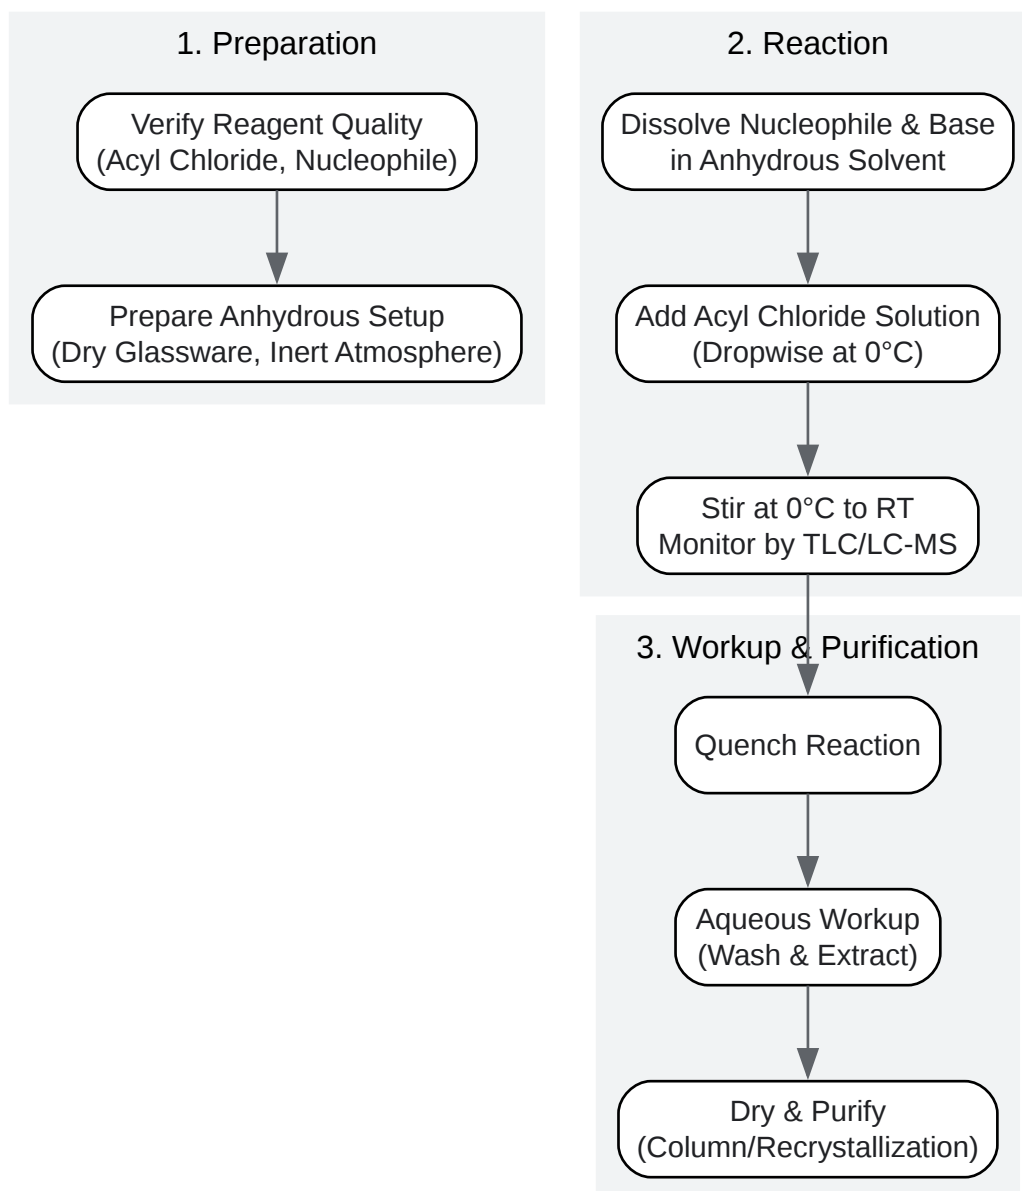 1. Preparation
Verify Reagent Quality
(Acyl Chloride, Nucleophile)
Prepare Anhydrous Setup
(Dry Glassware, Inert Atmosphere)
2. Reaction
Dissolve Nucleophile & Base
in Anhydrous Solvent
Add Acyl Chloride Solution
(Dropwise at 0°C)
Stir at 0°C to RT
Monitor by TLC/LC-MS
3. Workup & Purification
Quench Reaction
Aqueous Workup
(Wash & Extract)
Dry & Purify
(Column/Recrystallization)